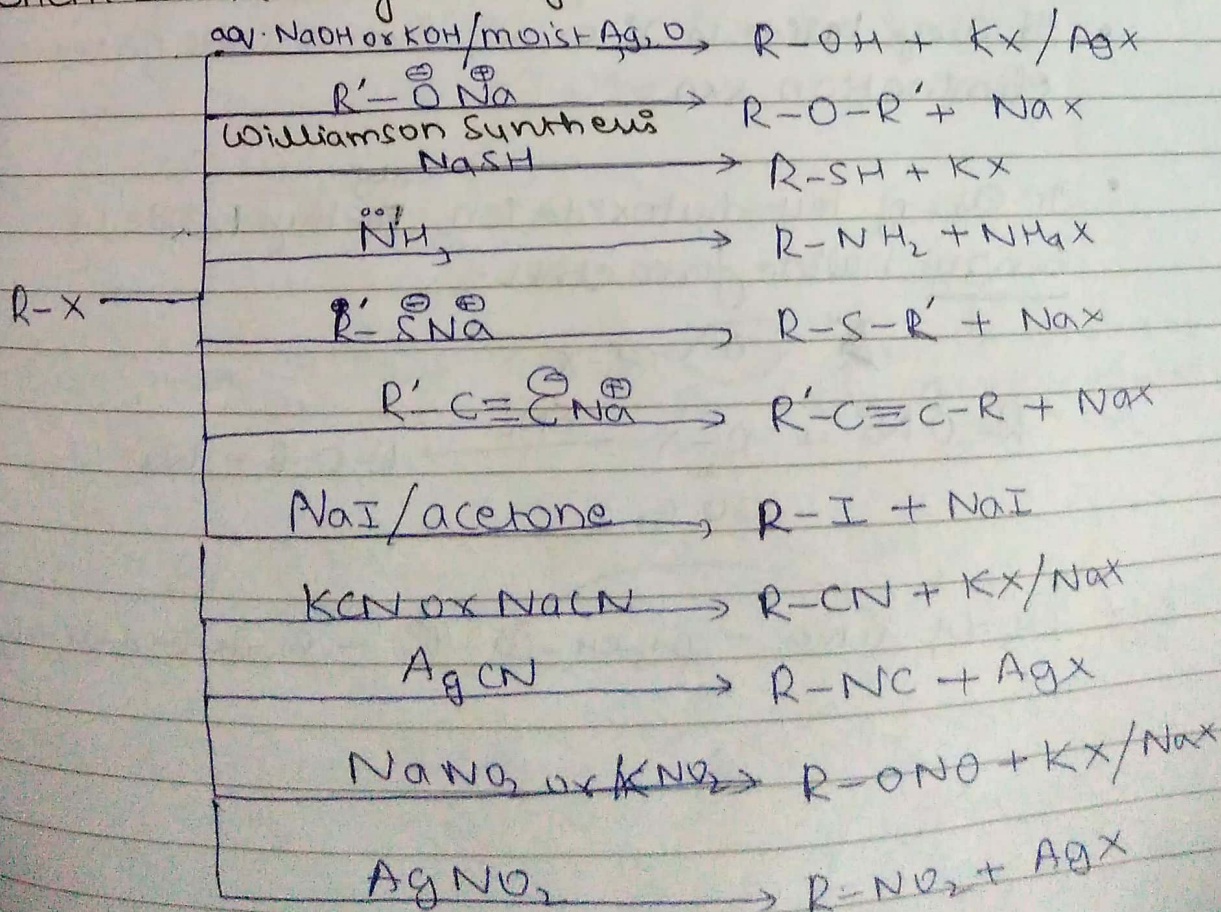 aq. NaOH or KOH/moist Ag₂O → R-OH + KX/AgX
R'-O⊖ Na⊕ → R-O-R' + NaX
Williamson Synthesis
NaSH → R-SH + KX
N̈H₃ → R-NH₂ + NH₄X
R-X
R'-S⊖Na⊕ → R-S-R' + NaX
R'-C≡C⊖Na⊕ → R'-C≡C-R + NaX
NaI/acetone → R-I + NaI
KCN or NaCN → R-CN + KX/NaX
AgCN → R-NC + AgX
NaNO₂ or KNO₂ → R-ONO + KX/NaX
AgNO₂ → R-NO₂ + AgX